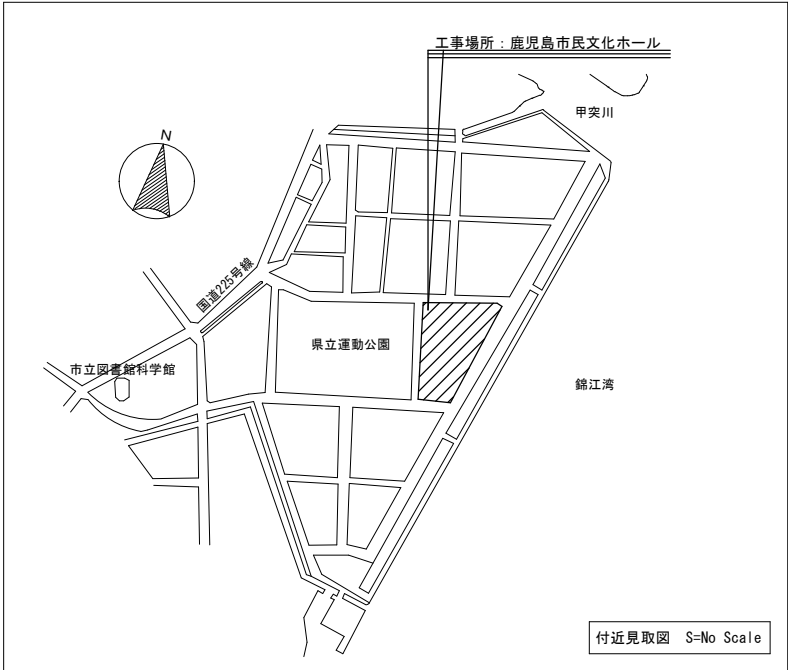 工事場所：鹿児島市民文化ホール
甲突川
N
国道225号線
県立運動公園
市立図書館科学館
錦江湾
付近見取図 S=No Scale